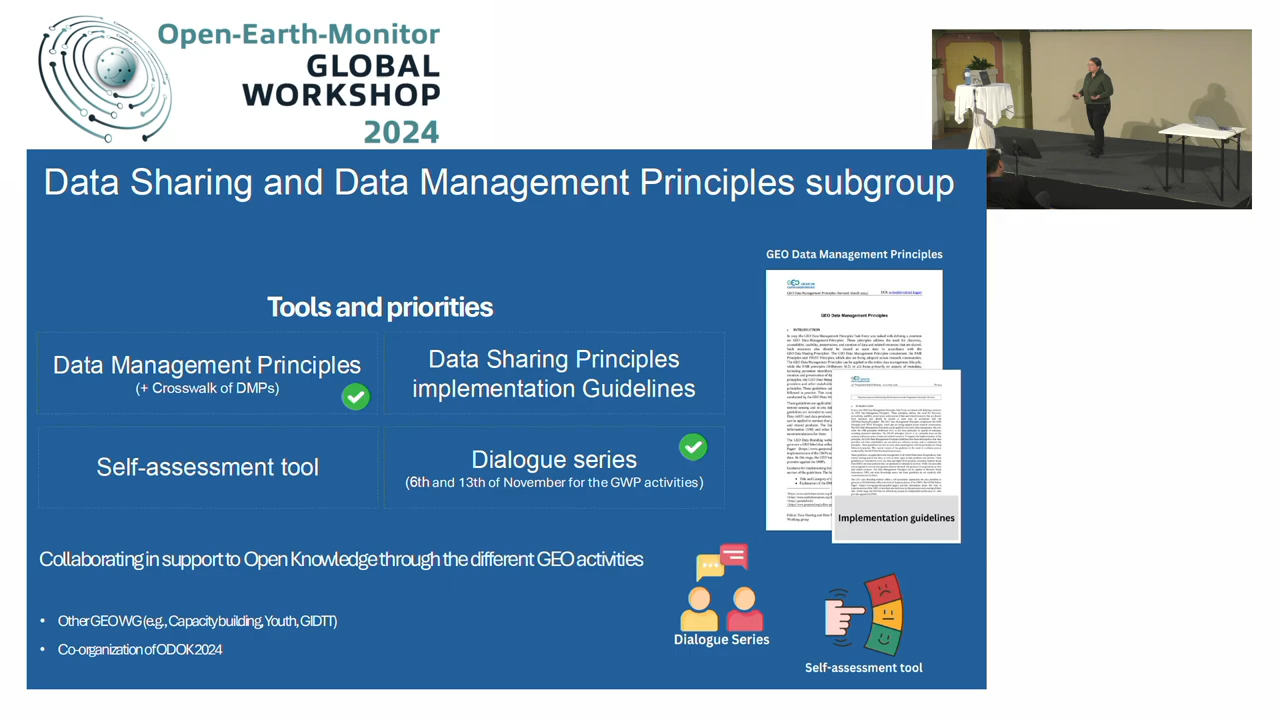 Open-Earth-Monitor
GLOBAL
WORKSHOP
2024
Data Sharing and Data Management Principles subgroup
GEO Data Management Principles
Tools and priorities
Data Management Principles
(+ Crosswalk of DMPs)
Data Sharing Principles
implementation Guidelines
Self-assessment tool
Dialogue series
(6th and 13th of November for the GWP activities)
GEO Data Management Principles
Implementation guidelines
Collaborating in support to Open Knowledge through the different GEO activities
• Other GEO WG (e.g., Capacity building, Youth, GIDTT)
• Co-organization of ODOK 2024
Dialogue Series
Self-assessment tool